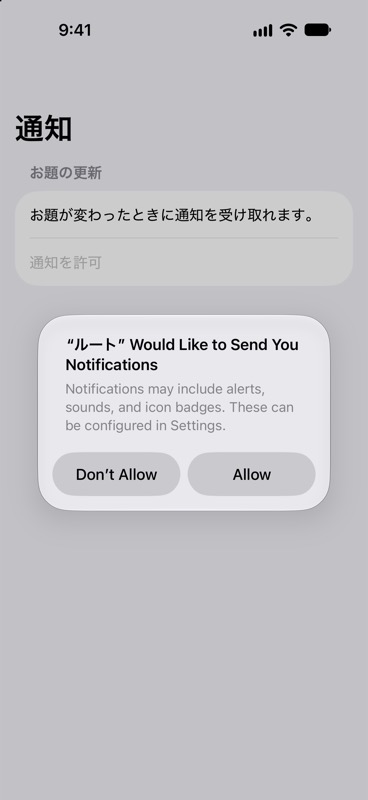 9:41
通知
お題の更新
お題が変わったときに通知を受け取れます。
通知を許可
“ルート” Would Like to Send You
Notifications
Notifications may include alerts,
sounds, and icon badges. These can
be configured in Settings.
Don’t Allow
Allow